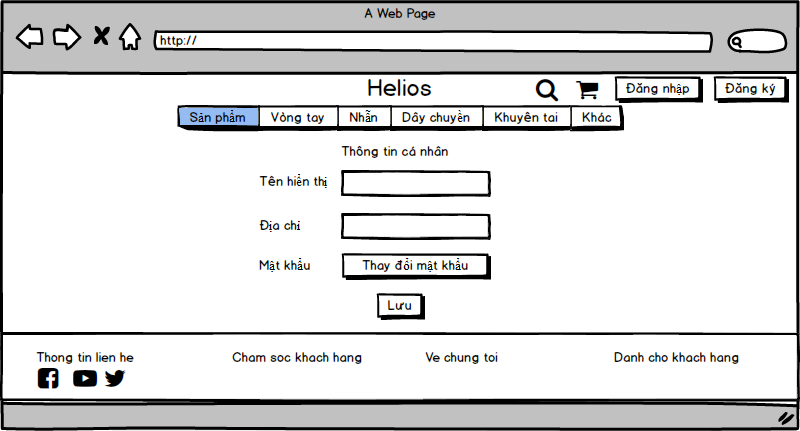 A Web Page
http://
Helios
Đăng nhập
Đăng ký
Sản phẩm
Vòng tay
Nhẫn
Dây chuyền
Khuyên tai
Khác
Thông tin cá nhân
Tên hiển thị
Địa chỉ
Mật khẩu
Thay đổi mật khẩu
Lưu
Thong tin lien he
Cham soc khach hang
Ve chung toi
Danh cho khach hang